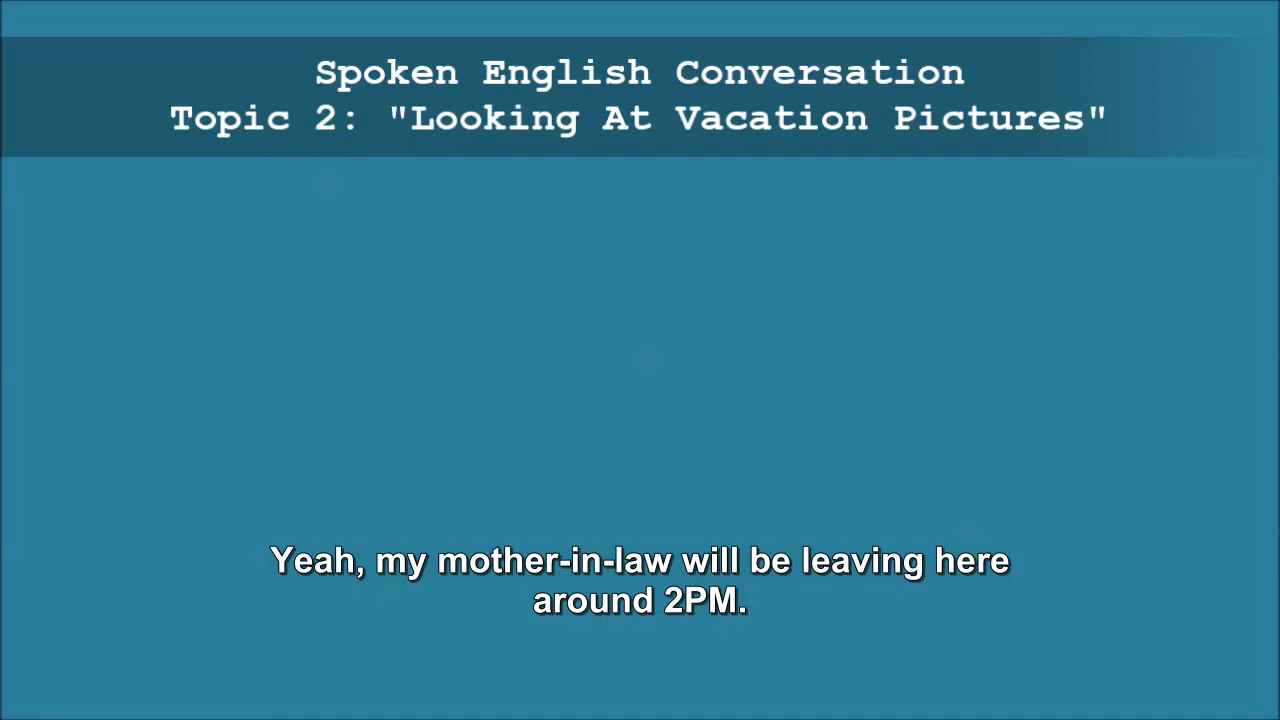 Spoken English Conversation
Topic 2: "Looking At Vacation Pictures"
Yeah, my mother-in-law will be leaving here
around 2PM.